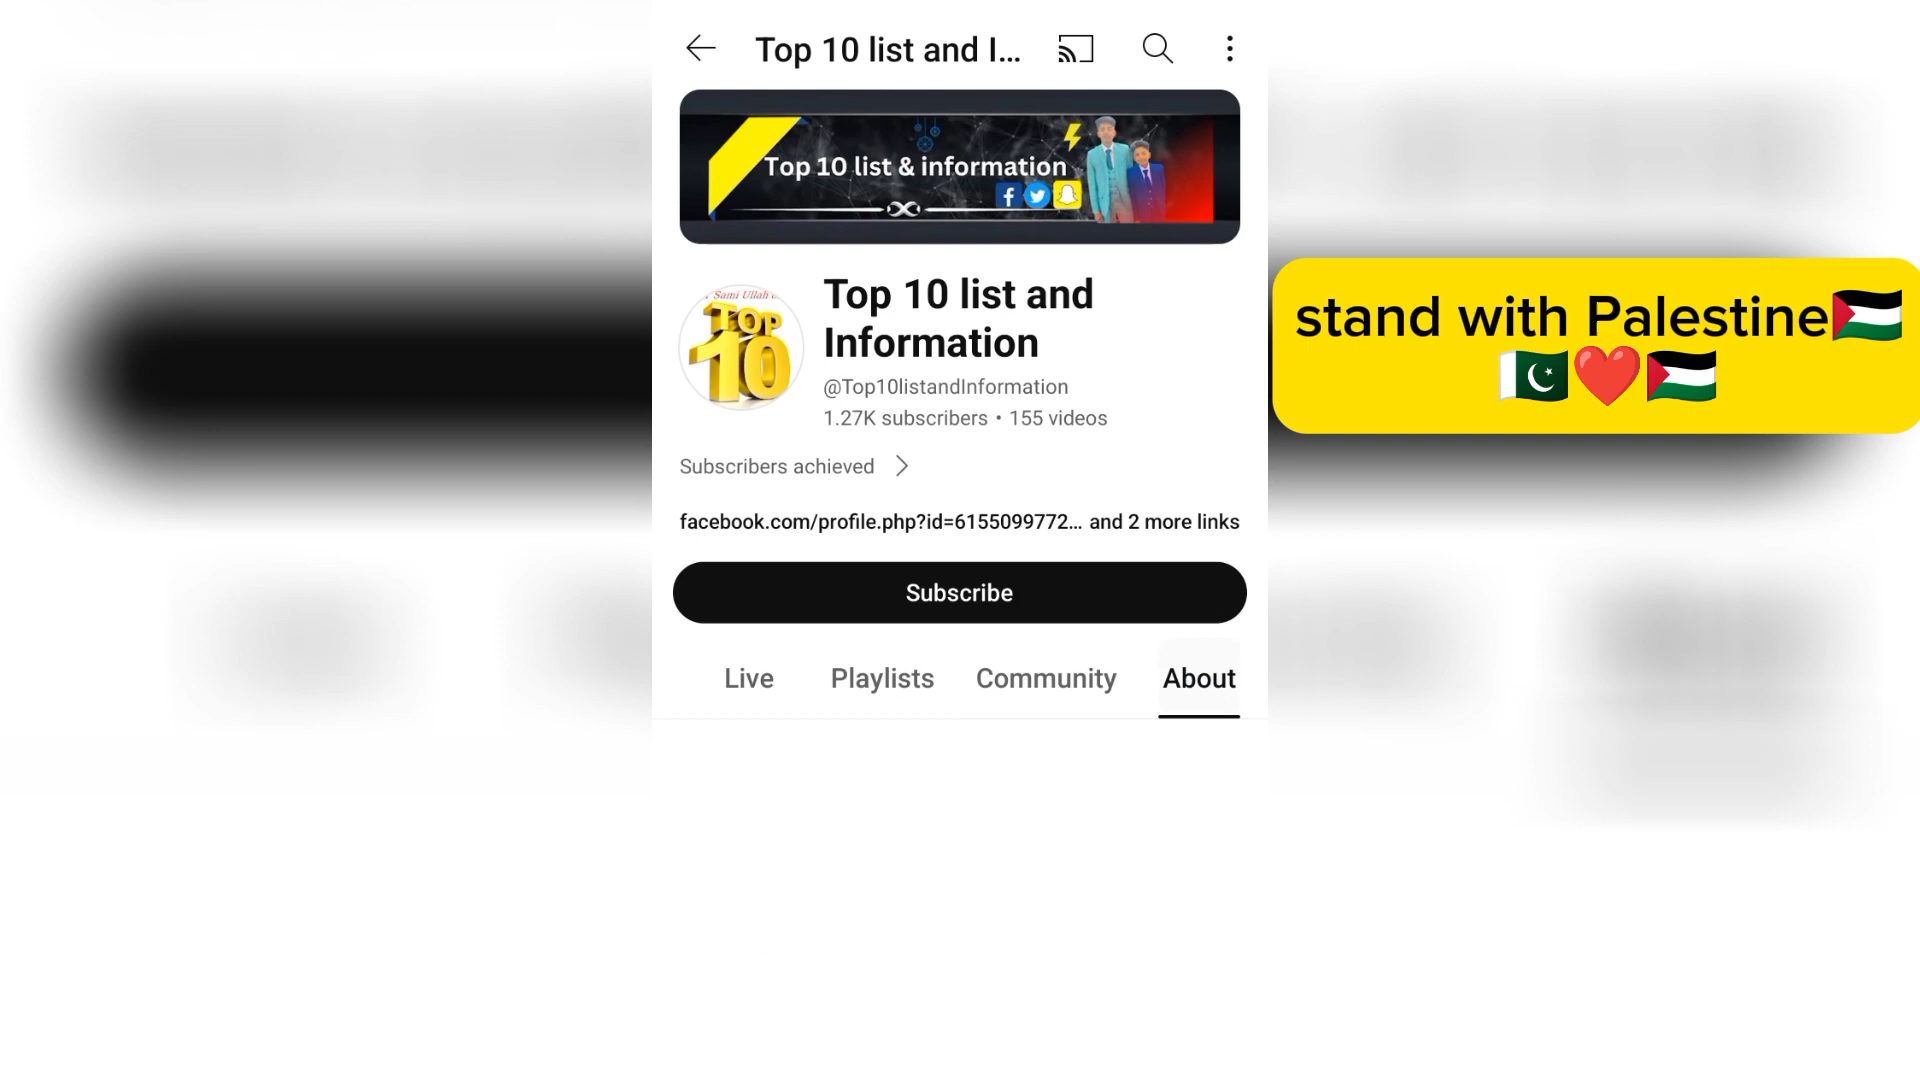 Top 10 list and I...
Top 10 list & information
Top 10 list and
Information
Sami Ullah
TOP
10
@Top10listandInformation
1.27K subscribers • 155 videos
Subscribers achieved
facebook.com/profile.php?id=6155099772... and 2 more links
Subscribe
Live Playlists Community About
stand with Palestine🇵🇸
🇵🇰❤️🇵🇸